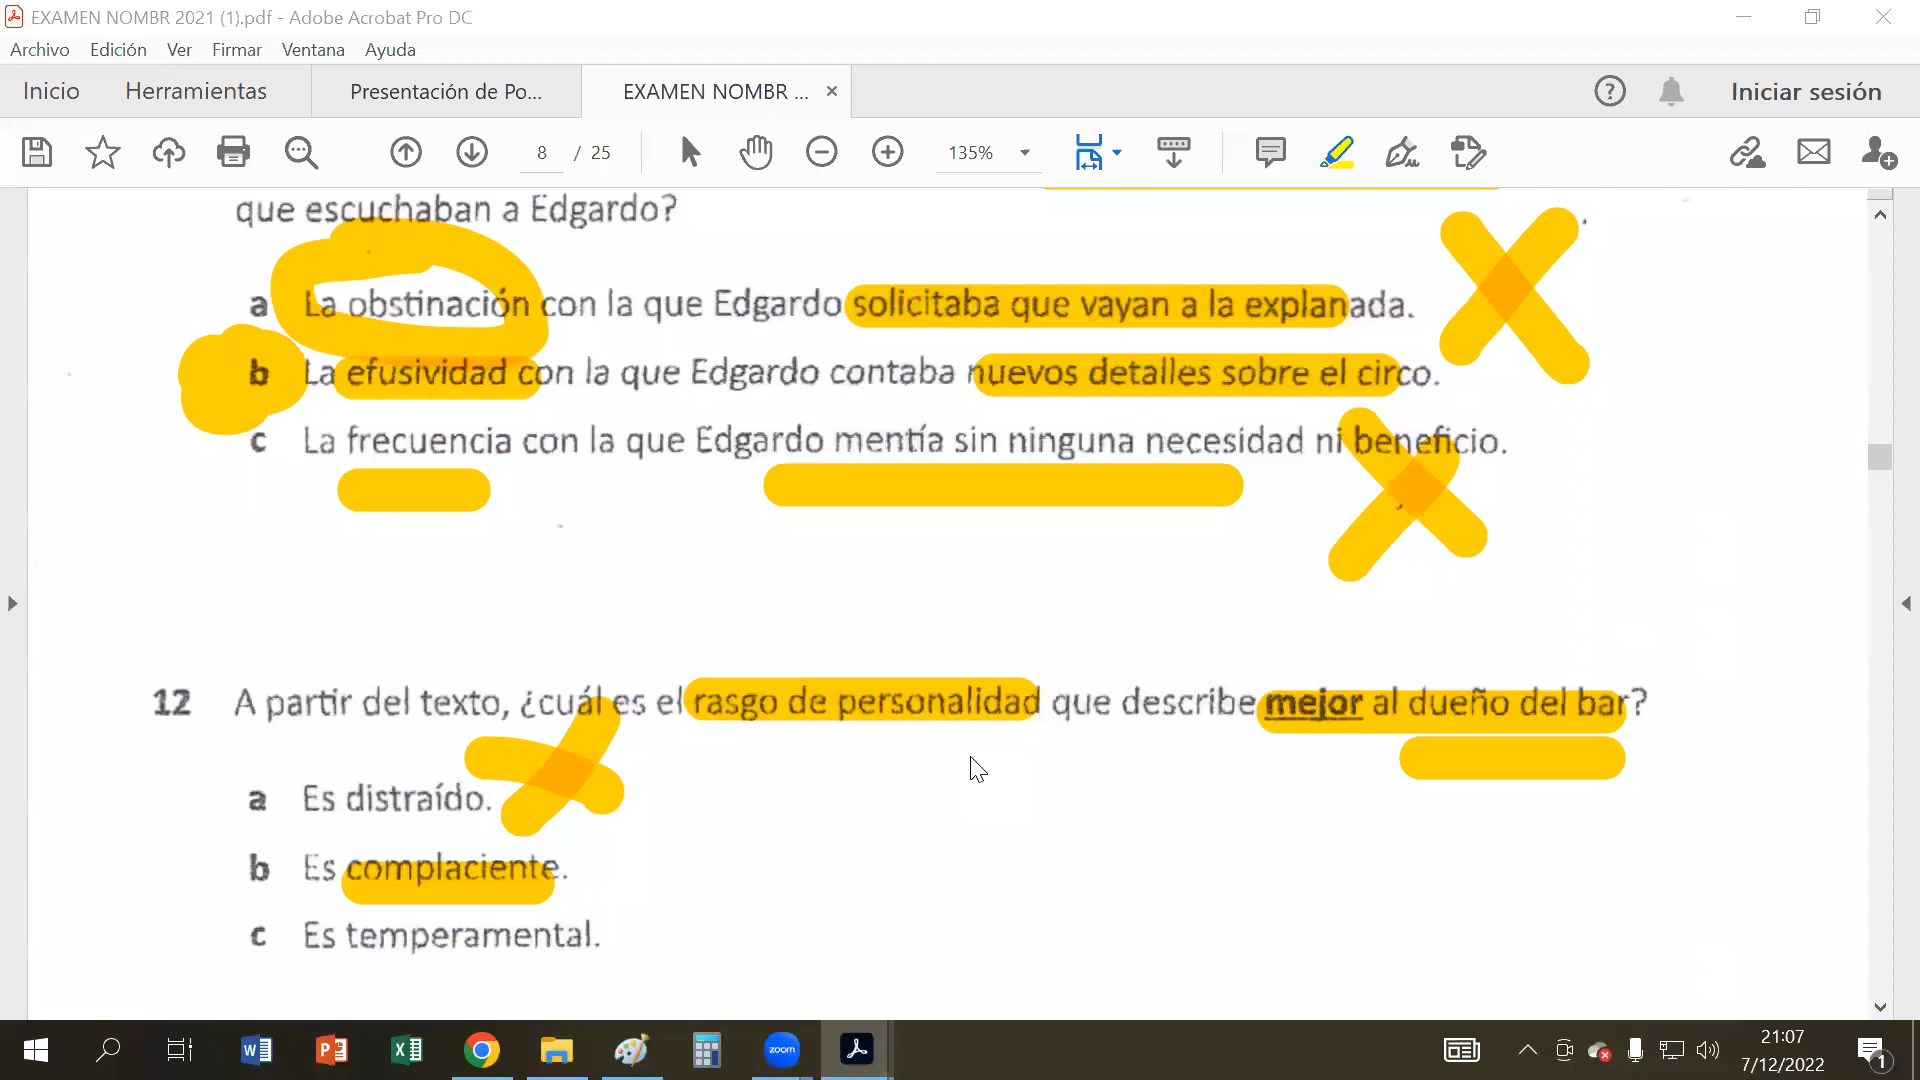 EXAMEN NOMBR 2021 (1).pdf - Adobe Acrobat Pro DC
Archivo Edición Ver Firmar Ventana Ayuda
Inicio Herramientas Presentación de Po... EXAMEN NOMBR ... Iniciar sesión
8 / 25 135%
que escuchaban a Edgardo?
a La obstinación con la que Edgardo solicitaba que vayan a la explanada.
b La efusividad con la que Edgardo contaba nuevos detalles sobre el circo.
c La frecuencia con la que Edgardo mentía sin ninguna necesidad ni beneficio.
12 A partir del texto, ¿cuál es el rasgo de personalidad que describe mejor al dueño del bar?
a Es distraído.
b Es complaciente.
c Es temperamental.
zoom
21:07
7/12/2022
1